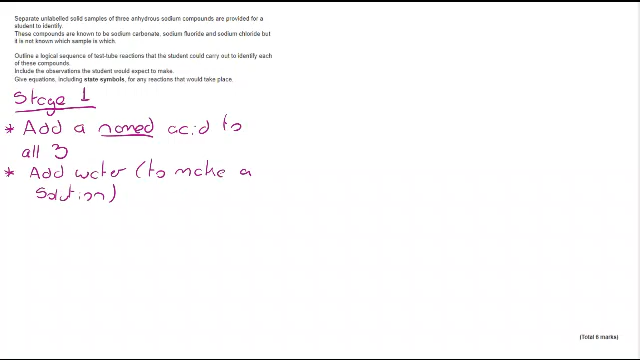 Separate unlabelled solid samples of three anhydrous sodium compounds are provided for a
student to identify.
These compounds are known to be sodium carbonate, sodium fluoride and sodium chloride but
it is not known which sample is which.
Outline a logical sequence of test-tube reactions that the student could carry out to identify each
of these compounds.
Include the observations the student would expect to make.
Give equations, including state symbols, for any reactions that would take place.
Stage 1
* Add a named acid to
all 3
* Add water (to make a
solution)
(Total 6 marks)